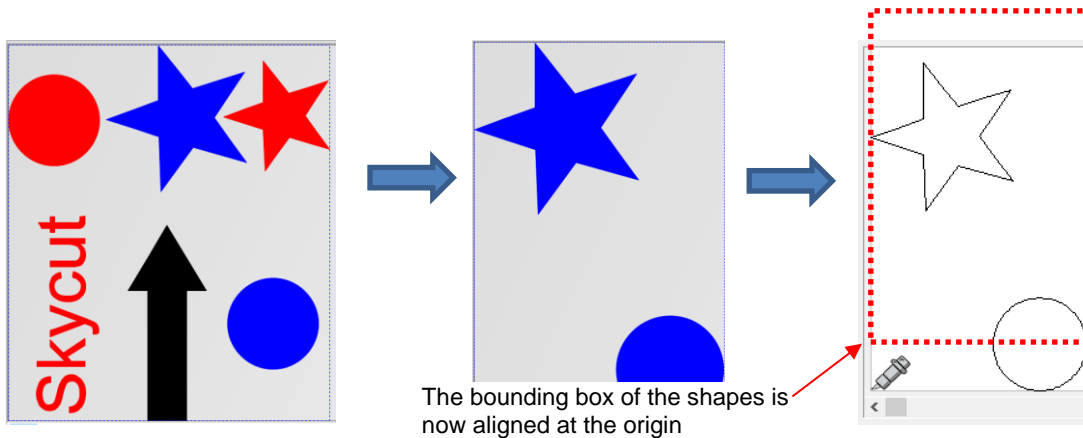 Skycut
The bounding box of the shapes is
now aligned at the origin